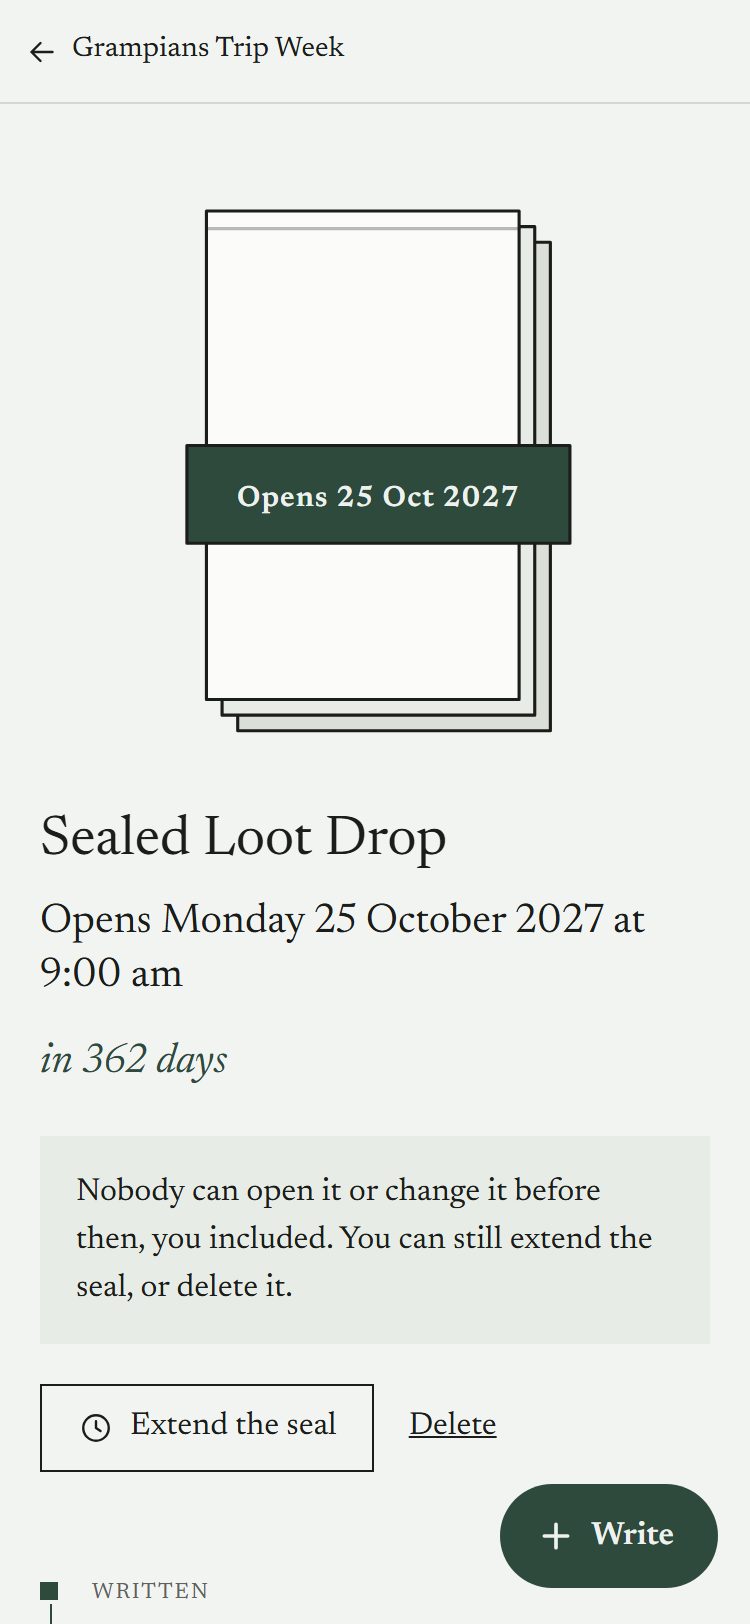 Grampians Trip Week
Opens 25 Oct 2027
Sealed Loot Drop
Opens Monday 25 October 2027 at
9:00 am
in 362 days
Nobody can open it or change it before
then, you included. You can still extend the
seal, or delete it.
Extend the seal
Delete
Write
WRITTEN